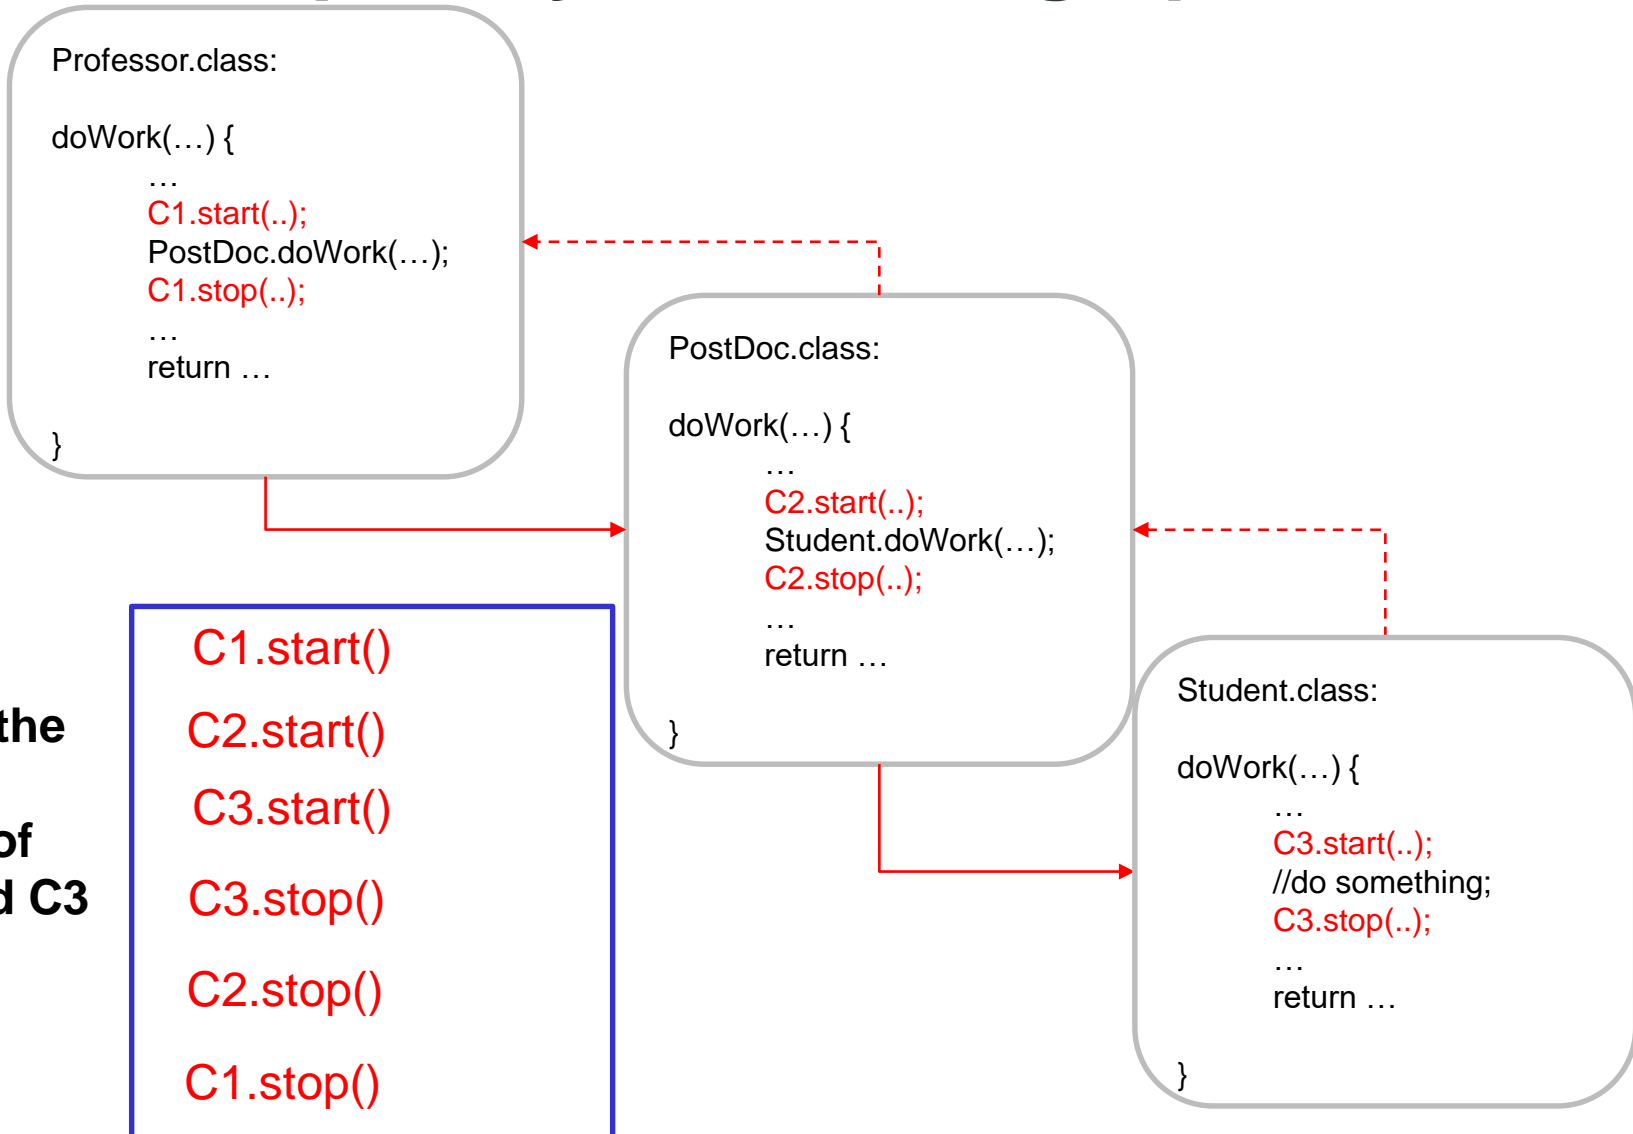 Professor.class:
doWork(…) {
…
C1.start(..);
PostDoc.doWork(…);
C1.stop(..);
…
return …
}
PostDoc.class:
doWork(…) {
…
C2.start(..);
Student.doWork(…);
C2.stop(..);
…
return …
}
Student.class:
doWork(…) {
…
C3.start(..);
//do something;
C3.stop(..);
…
return …
}
the
of
C3
C1.start()
C2.start()
C3.start()
C3.stop()
C2.stop()
C1.stop()